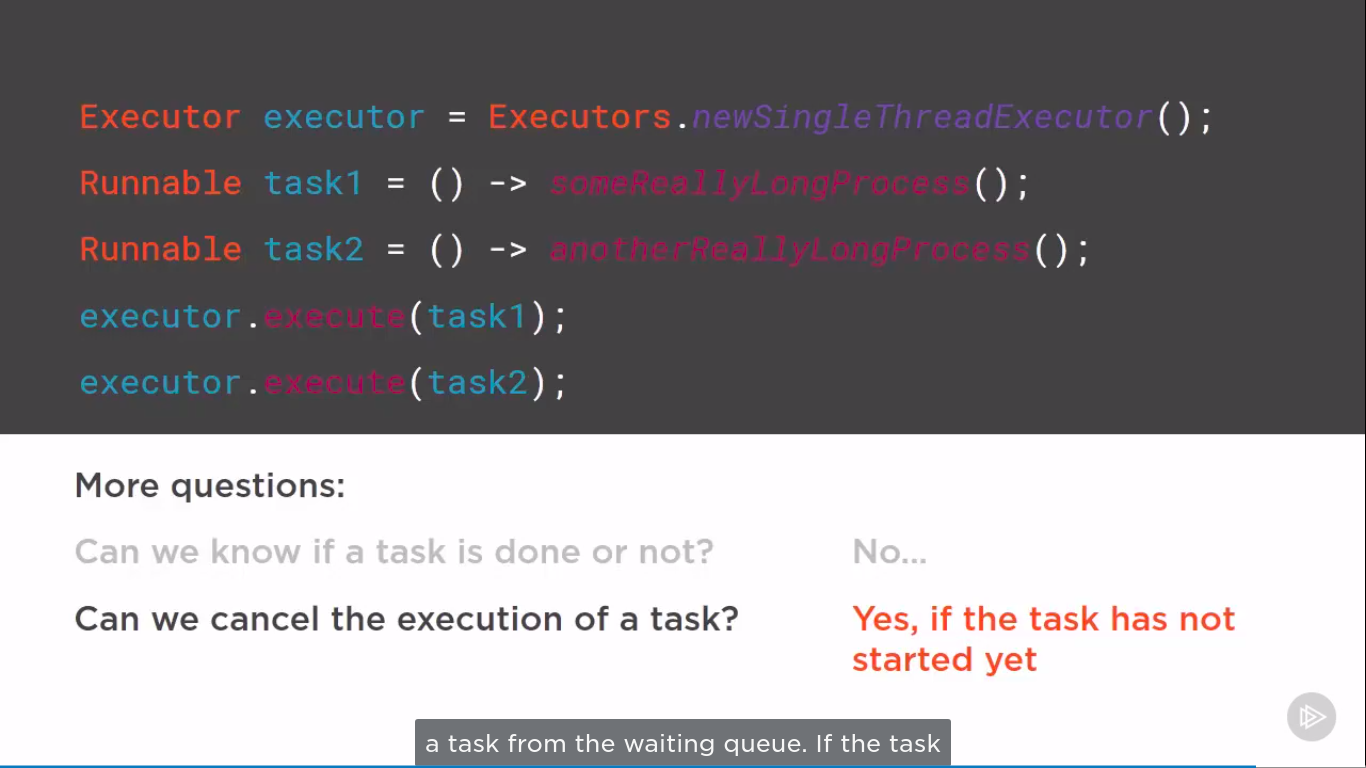 Executor executor = Executors.newSingleThreadExecutor();
Runnable task1 = () -> someReallyLongProcess();
Runnable task2 = () -> anotherReallyLongProcess();
executor.execute(task1);
executor.execute(task2);
More questions:
Can we know if a task is done or not? No...
Can we cancel the execution of a task? Yes, if the task has not
started yet
a task from the waiting queue. If the task